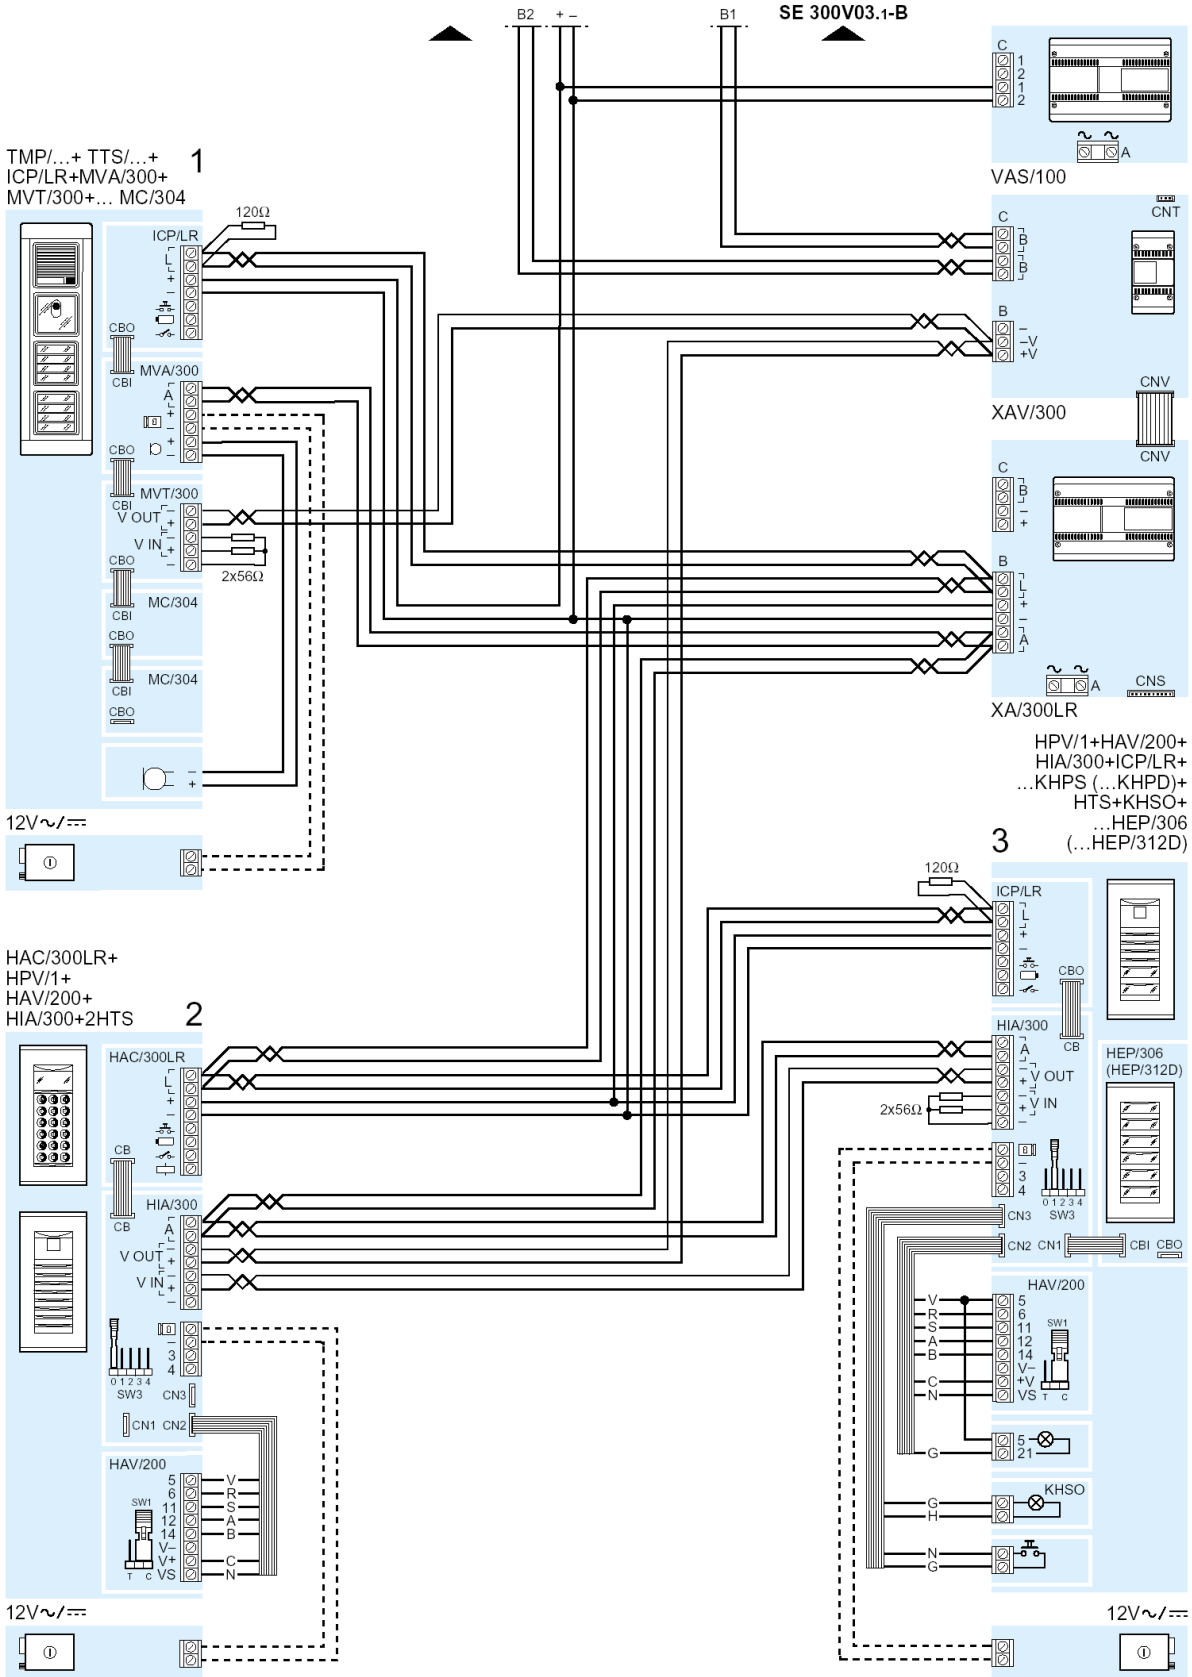 B2 + – B1 SE 300V03.1-B
C
1
2
1
2
A
VAS/100
TMP/...+ TTS/...+ 1
ICP/LR+MVA/300+
MVT/300+... MC/304
120Ω
ICP/LR
L
+
–
CBO
CBI
MVA/300
A
+
–
+
–
CBO
CBI
MVT/300
V OUT
–
+
V IN
–
+
–
2x56Ω
CBO
CBI
MC/304
CBO
CBI
MC/304
CBO
–
+
12V~/
CNT
C
B
B
B
–
–V
+V
CNV
XAV/300
CNV
C
B
–
+
B
L
+
–
A
A
CNS
XA/300LR
HPV/1+HAV/200+
HIA/300+ICP/LR+
...KHPS (...KHPD)+
HTS+KHSO+
...HEP/306
3 (...HEP/312D)
HAC/300LR+
HPV/1+
HAV/200+
HIA/300+2HTS 2
HAC/300LR
L
+
–
CB
CB
HIA/300
A
V OUT
–
+
V IN
–
+
–
–
3
4
0 1 2 3 4
SW3
CN3
CN1 CN2
HAV/200
5 V
6 R
11 S
12 A
14 B
V–
V+ C
VS N
SW1
T C
12V~/
120Ω
ICP/LR
L
+
–
CBO
CB
HIA/300
A
–
+ V OUT
–
+ V IN
–
2x56Ω
–
3
4
0 1 2 3 4
SW3
CN3
CN2 CN1 CBI CBO
HEP/306
(HEP/312D)
HAV/200
V 5
R 6
S 11
A 12
B 14
V–
C +V
N VS
SW1
T C
5
G 21
KHSO
G
H
N
G
12V~/